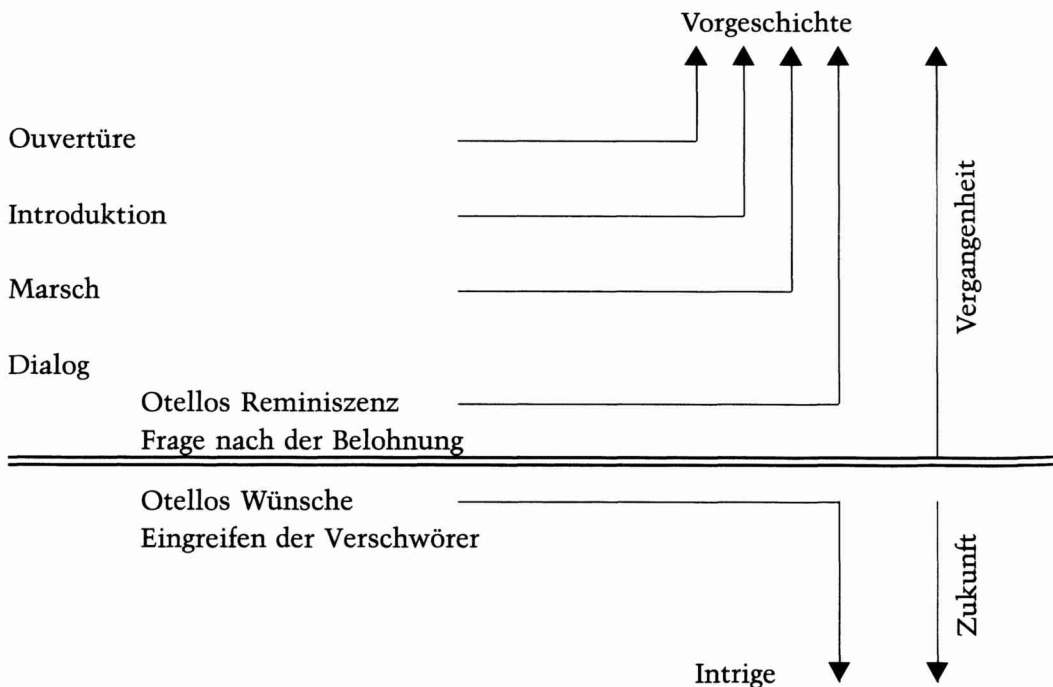 Vorgeschichte
Ouvertüre
Introduktion
Marsch
Dialog
Otellos Reminiszenz
Frage nach der Belohnung
Vergangenheit
Otellos Wünsche
Eingreifen der Verschwörer
Zukunft
Intrige